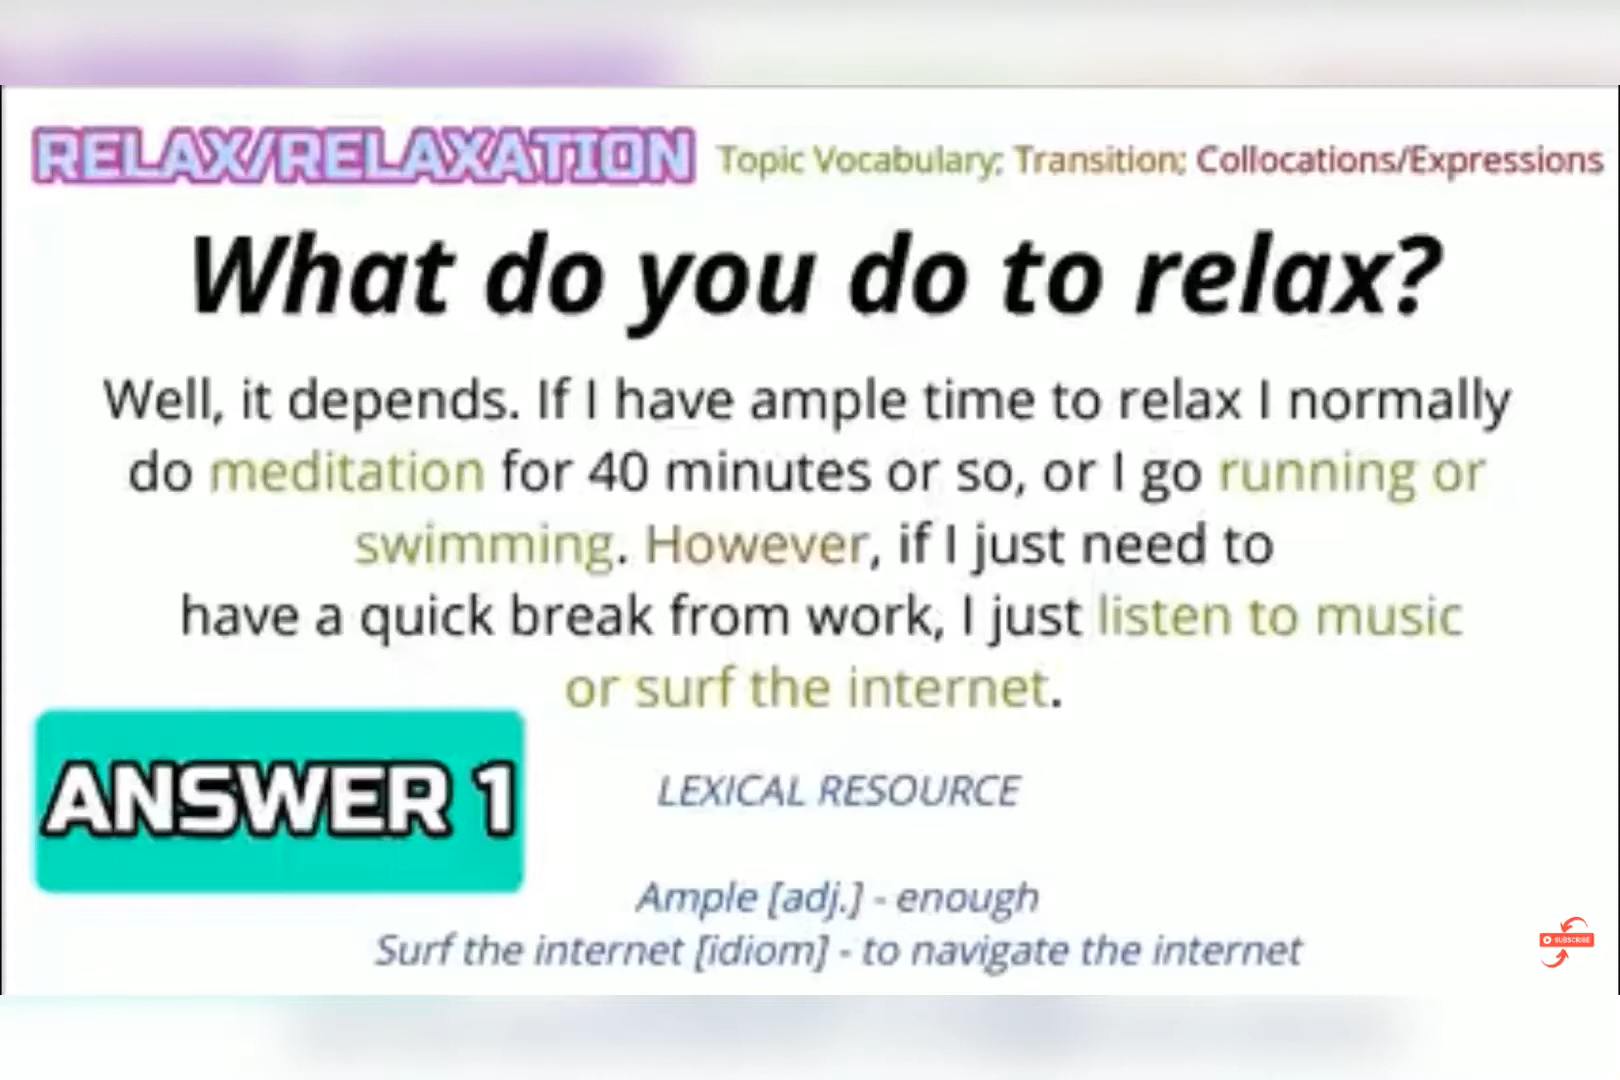 RELAX/RELAXATION Topic Vocabulary; Transition; Collocations/Expressions
What do you do to relax?
Well, it depends. If I have ample time to relax I normally
do meditation for 40 minutes or so, or I go running or
swimming. However, if I just need to
have a quick break from work, I just listen to music
or surf the internet.
ANSWER 1
LEXICAL RESOURCE
Ample [adj.] - enough
Surf the internet [idiom] - to navigate the internet
SUBSCRIBE